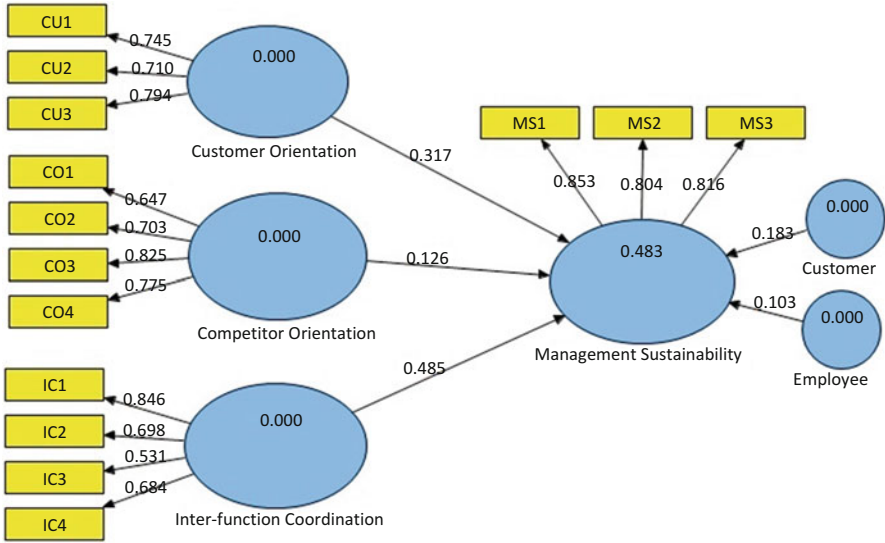 CU1
0.745
CU2
0.710
CU3
0.794
0.000
Customer Orientation
0.317
MS1
MS2
MS3
0.853
0.804
0.816
CO1
0.647
CO2
0.703
CO3
0.825
CO4
0.775
0.000
Competitor Orientation
0.126
0.483
Management Sustainability
0.000
Customer
0.183
0.000
Employee
0.103
IC1
0.846
IC2
0.698
IC3
0.531
IC4
0.684
0.000
Inter-function Coordination
0.485